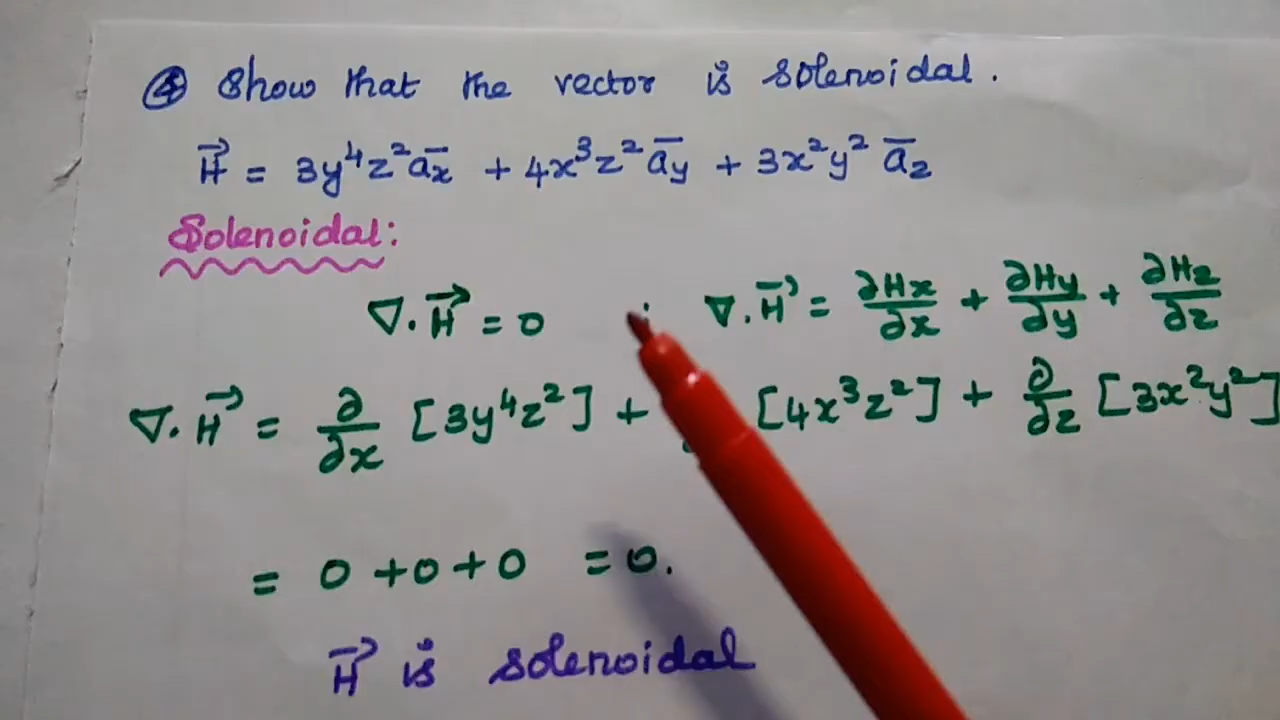 ④ Show that the vector is solenoidal.
H⃗ = 3y⁴z² a̅x + 4x³z² a̅y + 3x²y² a̅z
Solenoidal:
∇. H⃗ = 0 ; ∇. H⃗ = ∂Hx/∂x + ∂Hy/∂y + ∂Hz/∂z
∇. H⃗ = ∂/∂x [3y⁴z²] + [4x³z²] + ∂/∂z [3x²y²]
= 0 + 0 + 0 = 0.
H⃗ is solenoidal